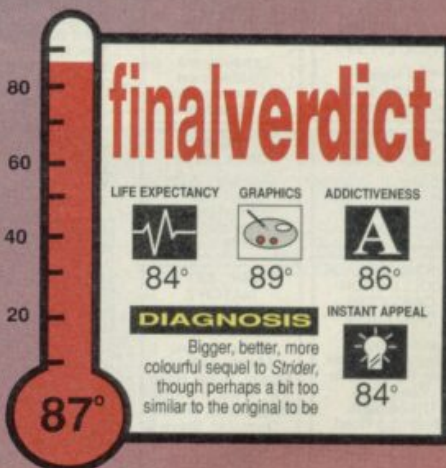 80
60
40
20
87°
finalverdict
LIFE EXPECTANCY GRAPHICS ADDICTIVENESS
A
84° 89° 86°
DIAGNOSIS
Bigger, better, more
colourful sequel to Strider,
though perhaps a bit too
similar to the original to be
INSTANT APPEAL
84°